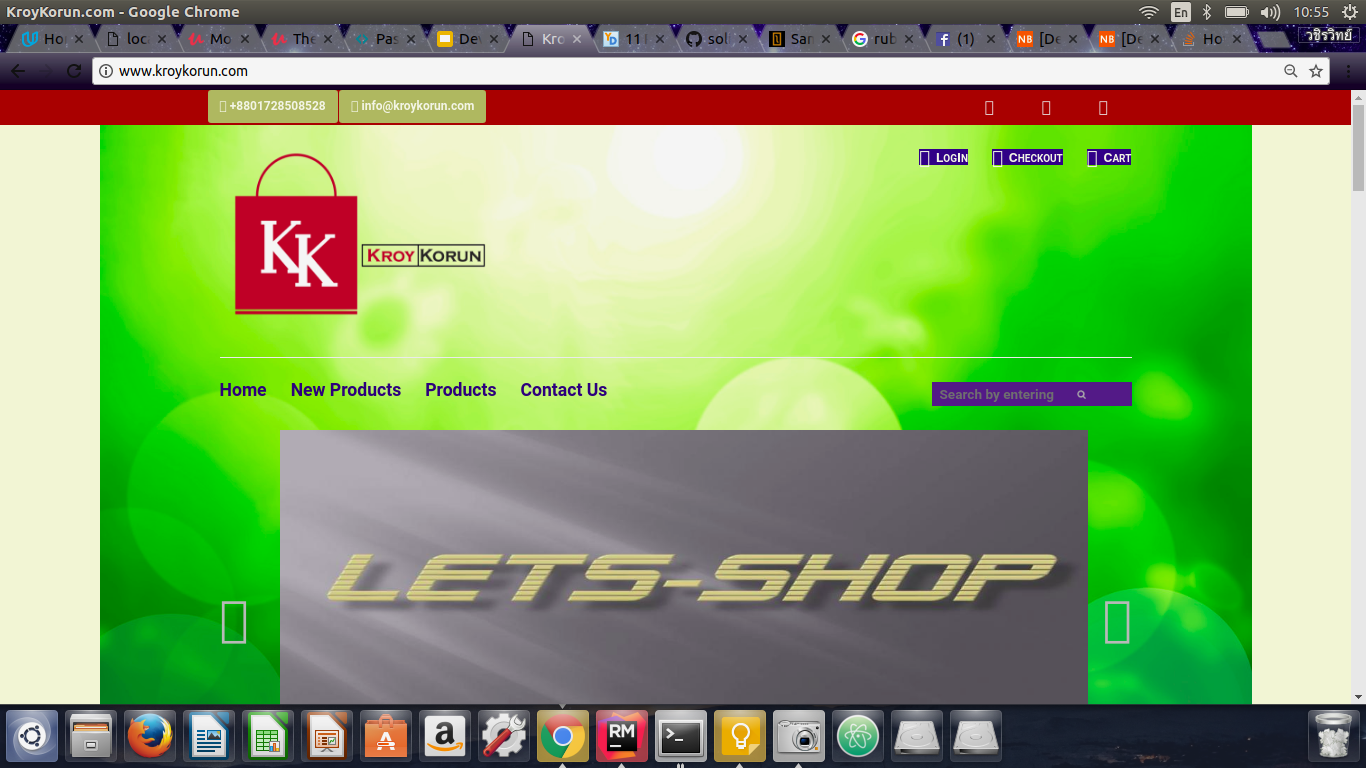 KroyKorun.com - Google Chrome
En
10:55
Ho
loc
Mo
The
Pas
Dev
Kro
11
sol
San
rub
(1)
[De
[De
Ho
วชิรวิทย์
www.kroykorun.com
+8801728508528
info@kroykorun.com
LOGIN
CHECKOUT
CART
KK
KROY KORUN
Home
New Products
Products
Contact Us
Search by entering
LETS-SHOP
RM